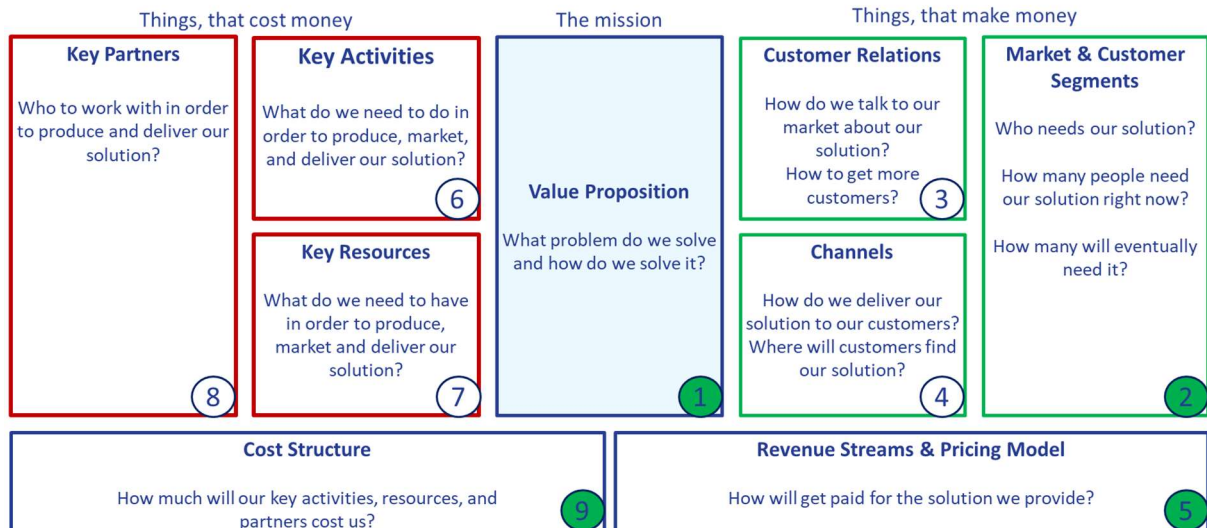 Things, that cost money
The mission
Things, that make money
Key Partners
Who to work with in order
to produce and deliver our
solution?
8
Key Activities
What do we need to do in
order to produce, market,
and deliver our solution?
6
Key Resources
What do we need to have
in order to produce,
market and deliver our
solution?
7
Value Proposition
What problem do we solve
and how do we solve it?
1
Customer Relations
How do we talk to our
market about our
solution?
How to get more
customers?
3
Channels
How do we deliver our
solution to our customers?
Where will customers find
our solution?
4
Market & Customer
Segments
Who needs our solution?
How many people need
our solution right now?
How many will eventually
need it?
2
Cost Structure
How much will our key activities, resources, and
partners cost us?
9
Revenue Streams & Pricing Model
How will get paid for the solution we provide?
5